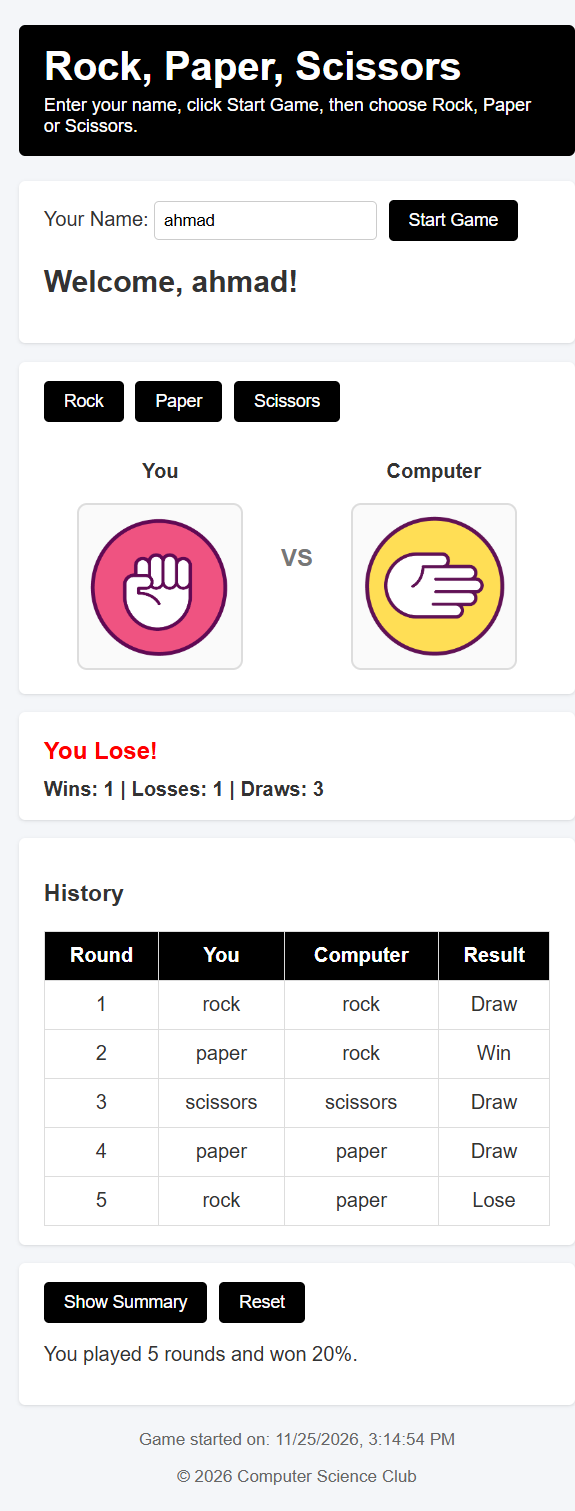 Rock, Paper, Scissors
Enter your name, click Start Game, then choose Rock, Paper
or Scissors.
Your Name: ahmad Start Game
Welcome, ahmad!
Rock Paper Scissors
You Computer
VS
You Lose!
Wins: 1 | Losses: 1 | Draws: 3
History
Round You Computer Result
1 rock rock Draw
2 paper rock Win
3 scissors scissors Draw
4 paper paper Draw
5 rock paper Lose
Show Summary Reset
You played 5 rounds and won 20%.
Game started on: 11/25/2026, 3:14:54 PM
© 2026 Computer Science Club